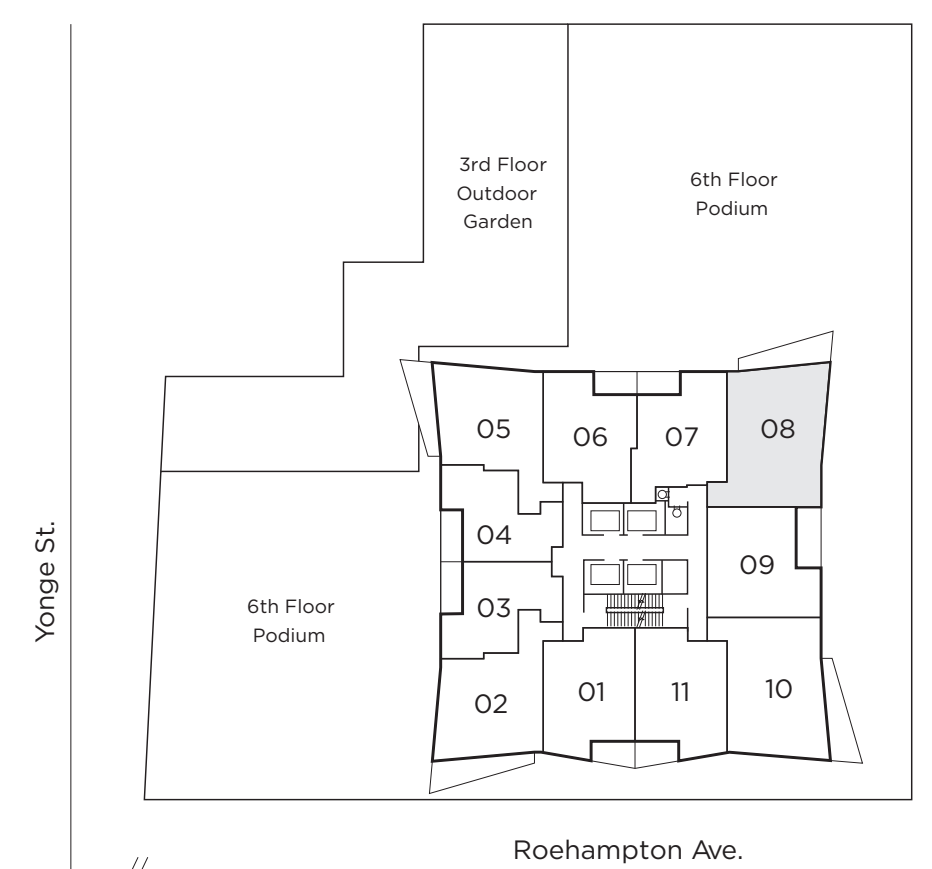 3rd Floor
Outdoor
Garden
6th Floor
Podium
05
06
07
08
04
09
03
02
01
11
10
6th Floor
Podium
Yonge St.
Roehampton Ave.